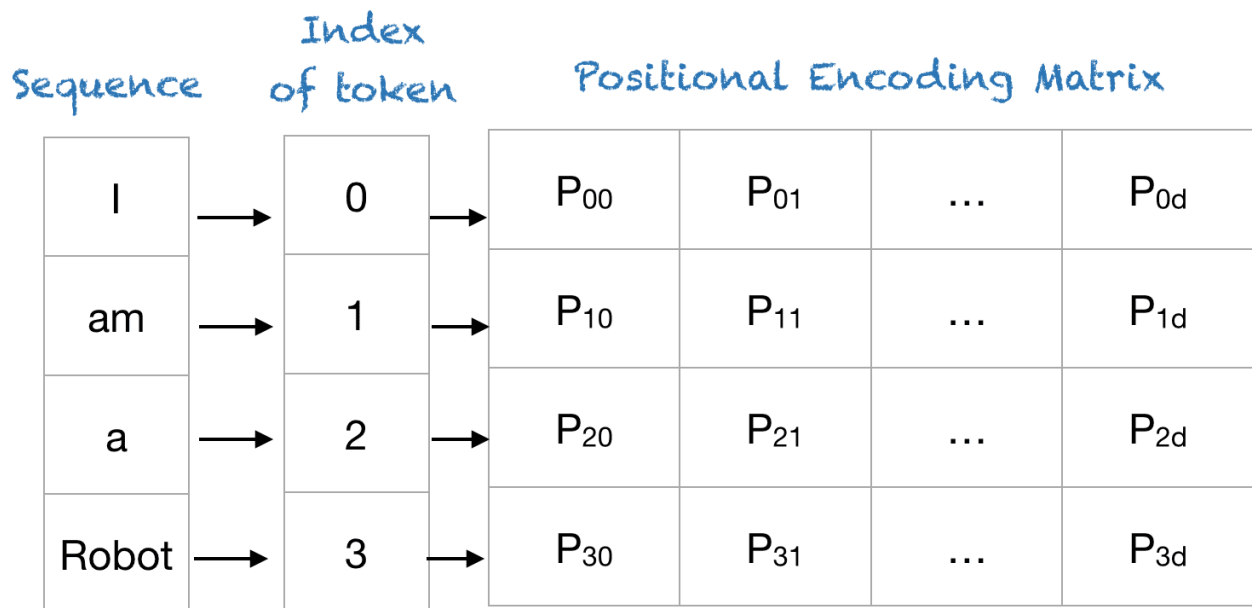 Sequence Index of token Positional Encoding Matrix
I 0 P00 P01 ... P0d
am 1 P10 P11 ... P1d
a 2 P20 P21 ... P2d
Robot 3 P30 P31 ... P3d